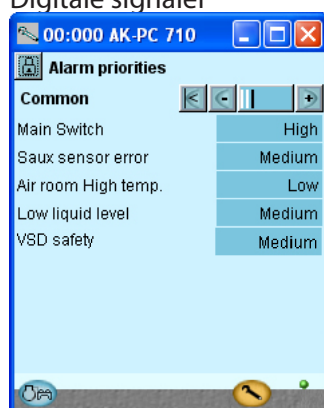 Digitale signaler
00:000 AK-PC 710
Alarm priorities
Common
Main Switch High
Saux sensor error Medium
Air room High temp. Low
Low liquid level Medium
VSD safety Medium